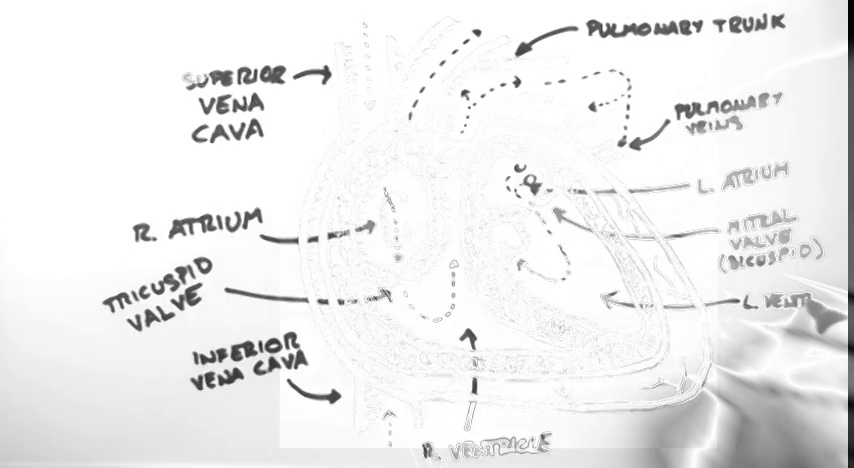 PULMONARY TRUNK
SUPERIOR
VENA
CAVA
PULMONARY
VEINS
L. ATRIUM
R. ATRIUM
MITRAL
VALVE
(BICUSPID)
TRICUSPID
VALVE
L. VENTR
INFERIOR
VENA CAVA
R. VENTRICLE